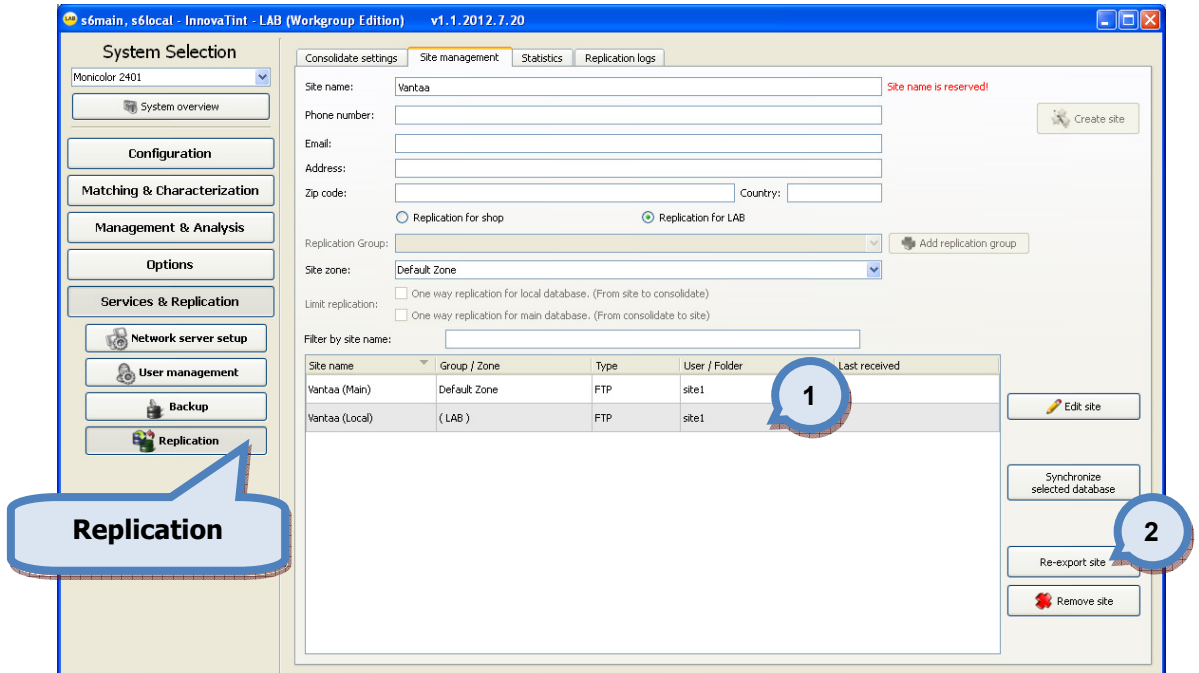 s6main, s6local - InnovaTint - LAB (Workgroup Edition) v1.1.2012.7.20
System Selection
Monicolor 2401
System overview
Configuration
Matching & Characterization
Management & Analysis
Options
Services & Replication
Network server setup
User management
Backup
Replication
Replication
Consolidate settings Site management Statistics Replication logs
Site name: Vantaa Site name is reserved!
Phone number: Create site
Email:
Address:
Zip code: Country:
Replication for shop Replication for LAB
Replication Group: Add replication group
Site zone: Default Zone
Limit replication: One way replication for local database. (From site to consolidate)
One way replication for main database. (From consolidate to site)
Filter by site name:
Site name Group / Zone Type User / Folder Last received
Vantaa (Main) Default Zone FTP site1
Vantaa (Local) ( LAB ) FTP site1
1
Edit site
Synchronize
selected database
2
Re-export site
Remove site